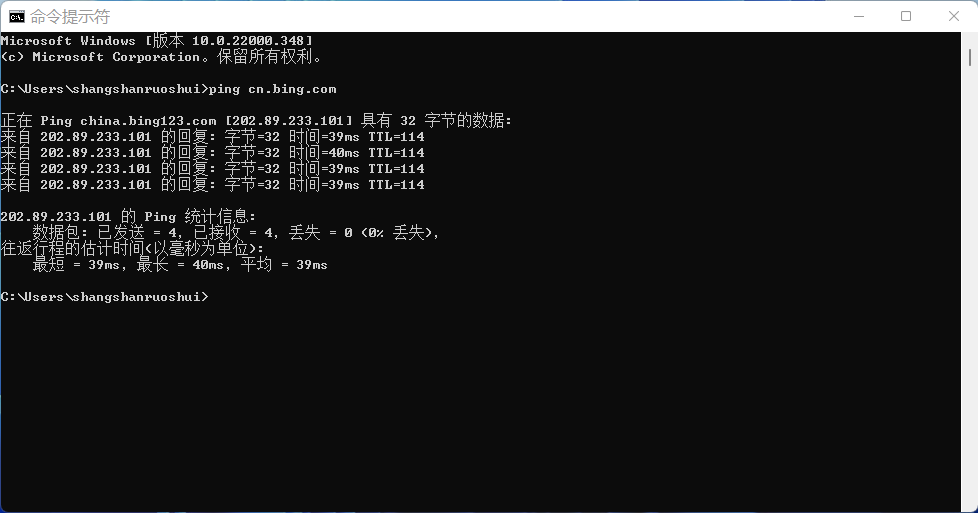 命令提示符
Microsoft Windows [版本 10.0.22000.348]
(c) Microsoft Corporation。保留所有权利。
C:\Users\shangshanruoshui>ping cn.bing.com
正在 Ping china.bing123.com [202.89.233.101] 具有 32 字节的数据:
来自 202.89.233.101 的回复: 字节=32 时间=39ms TTL=114
来自 202.89.233.101 的回复: 字节=32 时间=40ms TTL=114
来自 202.89.233.101 的回复: 字节=32 时间=39ms TTL=114
来自 202.89.233.101 的回复: 字节=32 时间=39ms TTL=114
202.89.233.101 的 Ping 统计信息:
数据包: 已发送 = 4, 已接收 = 4, 丢失 = 0 (0% 丢失),
往返行程的估计时间(以毫秒为单位):
最短 = 39ms, 最长 = 40ms, 平均 = 39ms
C:\Users\shangshanruoshui>